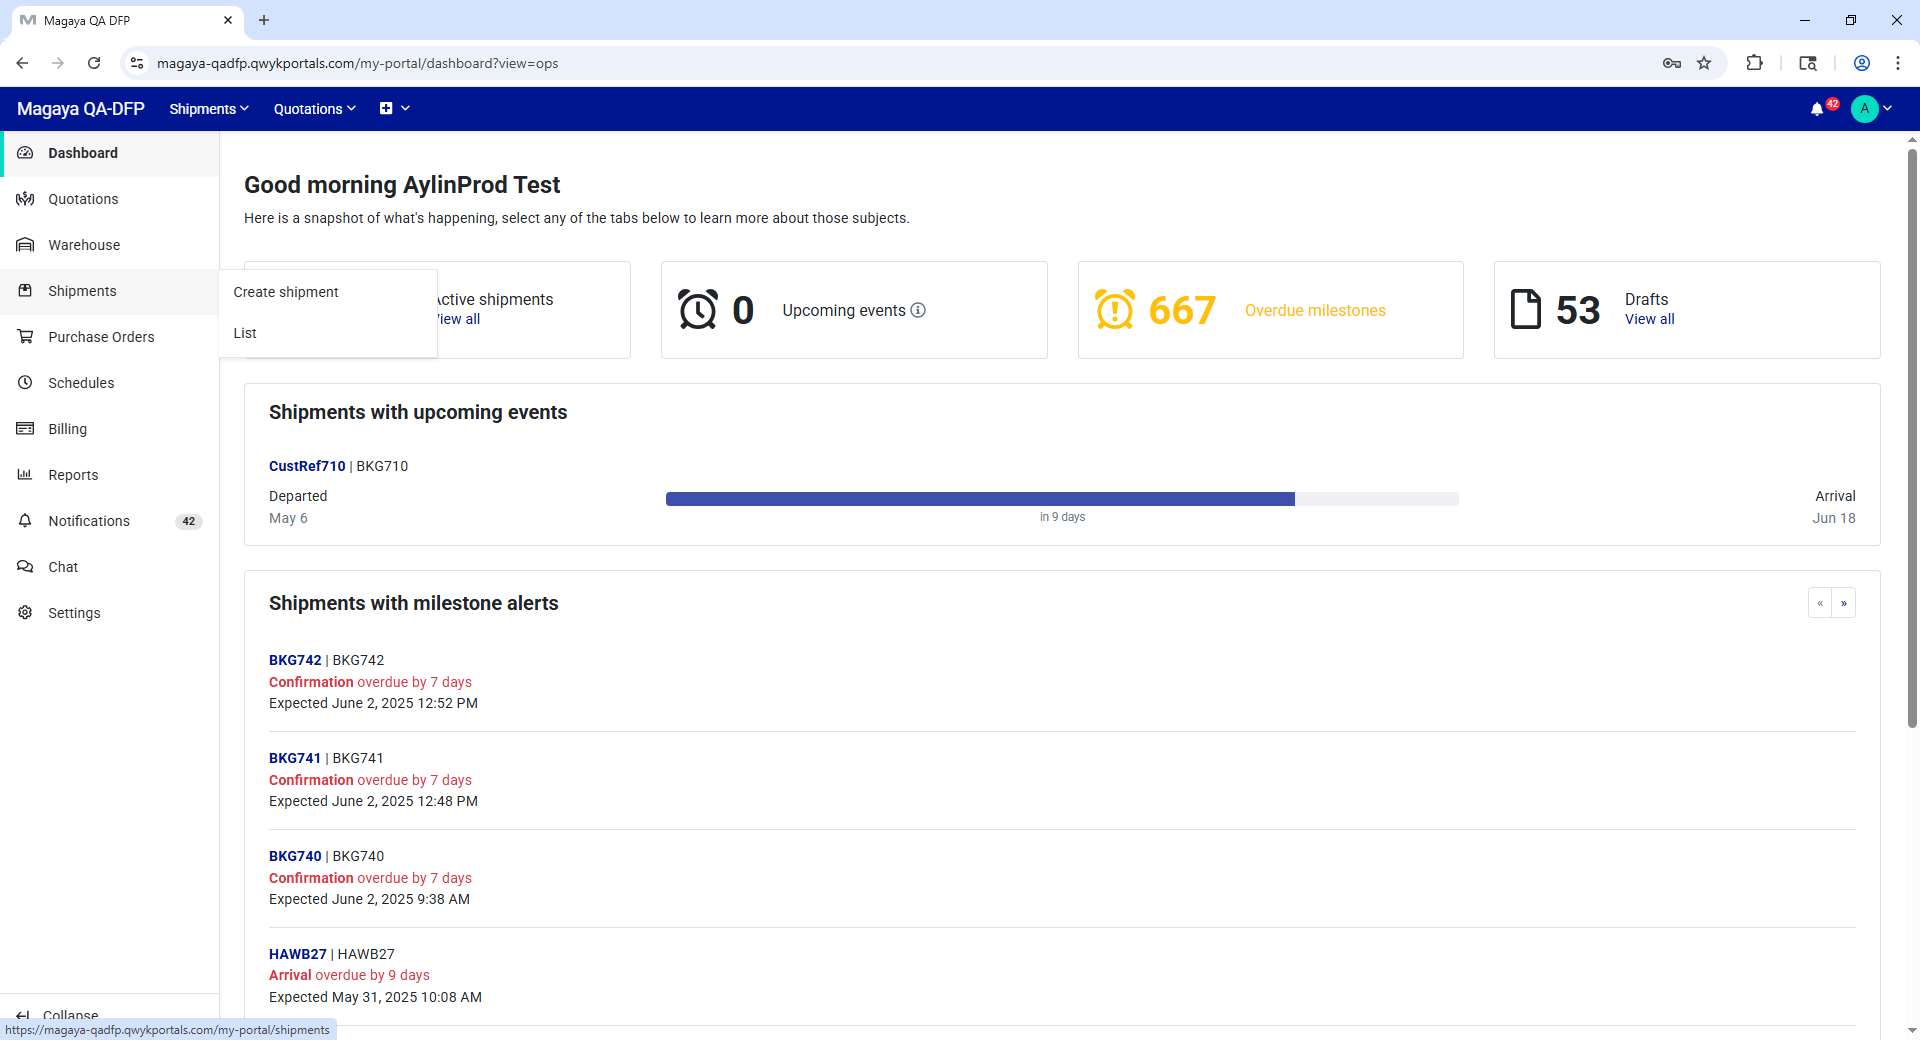 Magaya QA DFP
magaya-qadfp.qwykportals.com/my-portal/dashboard?view=ops
Magaya QA-DFP
Shipments
Quotations
42
A
Dashboard
Quotations
Warehouse
Shipments
Purchase Orders
Schedules
Billing
Reports
Notifications 42
Chat
Settings
Collapse
https://magaya-qadfp.qwykportals.com/my-portal/shipments
Create shipment
List
Good morning AylinProd Test
Here is a snapshot of what's happening, select any of the tabs below to learn more about those subjects.
Active shipments
View all
0 Upcoming events
667 Overdue milestones
53 Drafts
View all
Shipments with upcoming events
CustRef710 | BKG710
Departed
May 6
in 9 days
Arrival
Jun 18
Shipments with milestone alerts
« »
BKG742 | BKG742
Confirmation overdue by 7 days
Expected June 2, 2025 12:52 PM
BKG741 | BKG741
Confirmation overdue by 7 days
Expected June 2, 2025 12:48 PM
BKG740 | BKG740
Confirmation overdue by 7 days
Expected June 2, 2025 9:38 AM
HAWB27 | HAWB27
Arrival overdue by 9 days
Expected May 31, 2025 10:08 AM